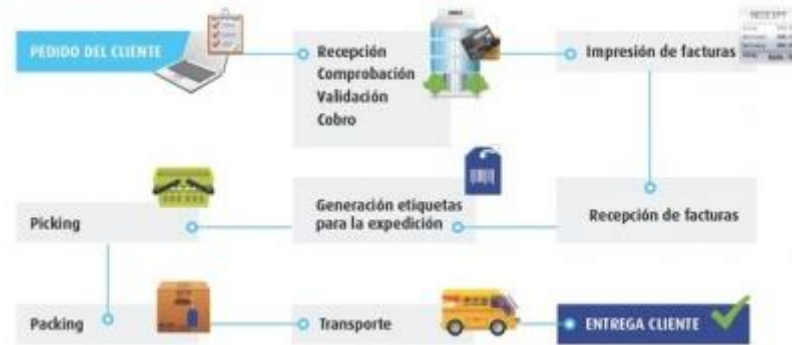 PEDIDO DEL CLIENTE
Recepción
Comprobación
Validación
Cobro
Impresión de facturas
RECEIPT
Picking
Generación etiquetas
para la expedición
Recepción de facturas
Packing
Transporte
ENTREGA CLIENTE